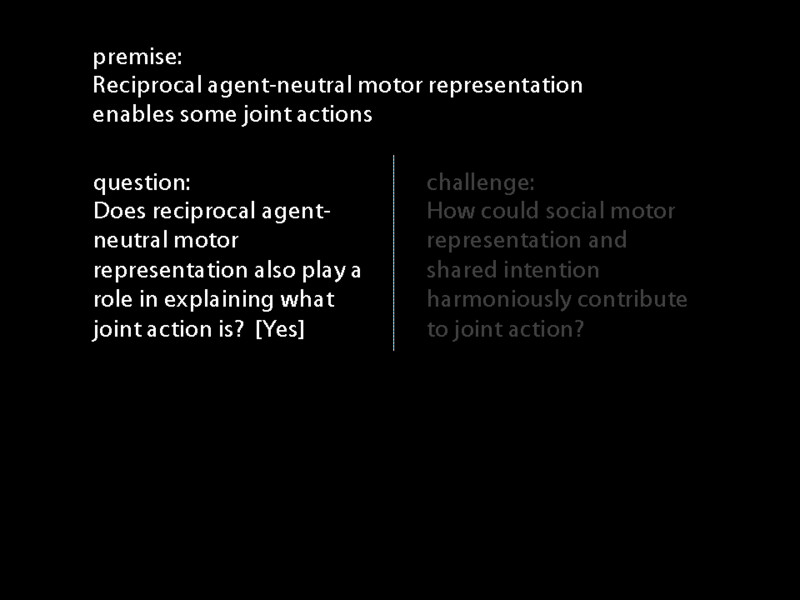 premise:
Reciprocal agent-neutral motor representation
enables some joint actions
question:
Does reciprocal agent-
neutral motor
representation also play a
role in explaining what
joint action is? [Yes]
challenge:
How could social motor
representation and
shared intention
harmoniously contribute
to joint action?